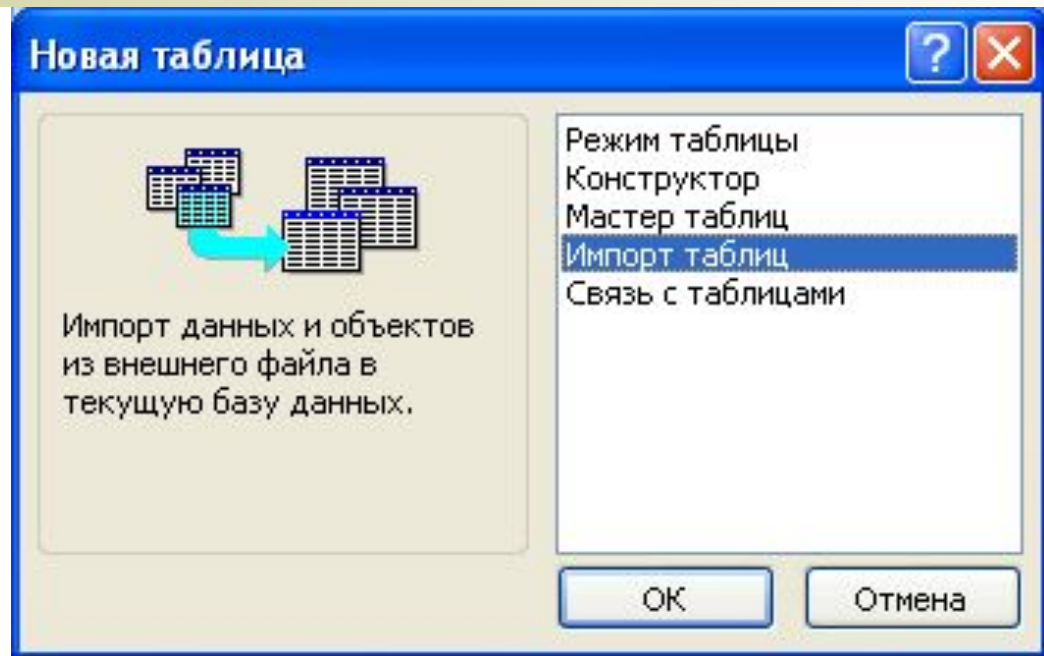 Новая таблица
Импорт данных и объектов
из внешнего файла в
текущую базу данных.
Режим таблицы
Конструктор
Мастер таблиц
Импорт таблиц
Связь с таблицами
ОК
Отмена